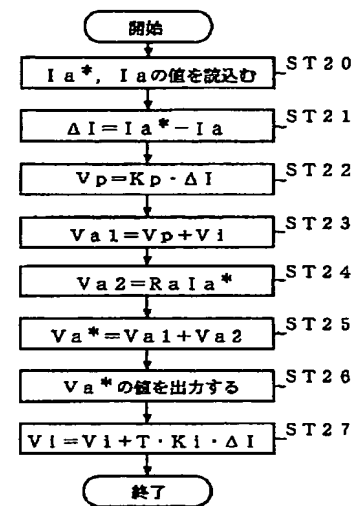 開始
Ia*, Iaの値を読込む ST20
ΔI=Ia*-Ia ST21
Vp=Kp・ΔI ST22
Va1=Vp+Vi ST23
Va2=RaIa* ST24
Va*=Va1+Va2 ST25
Va*の値を出力する ST26
Vi=Vi+T・Ki・ΔI ST27
終了